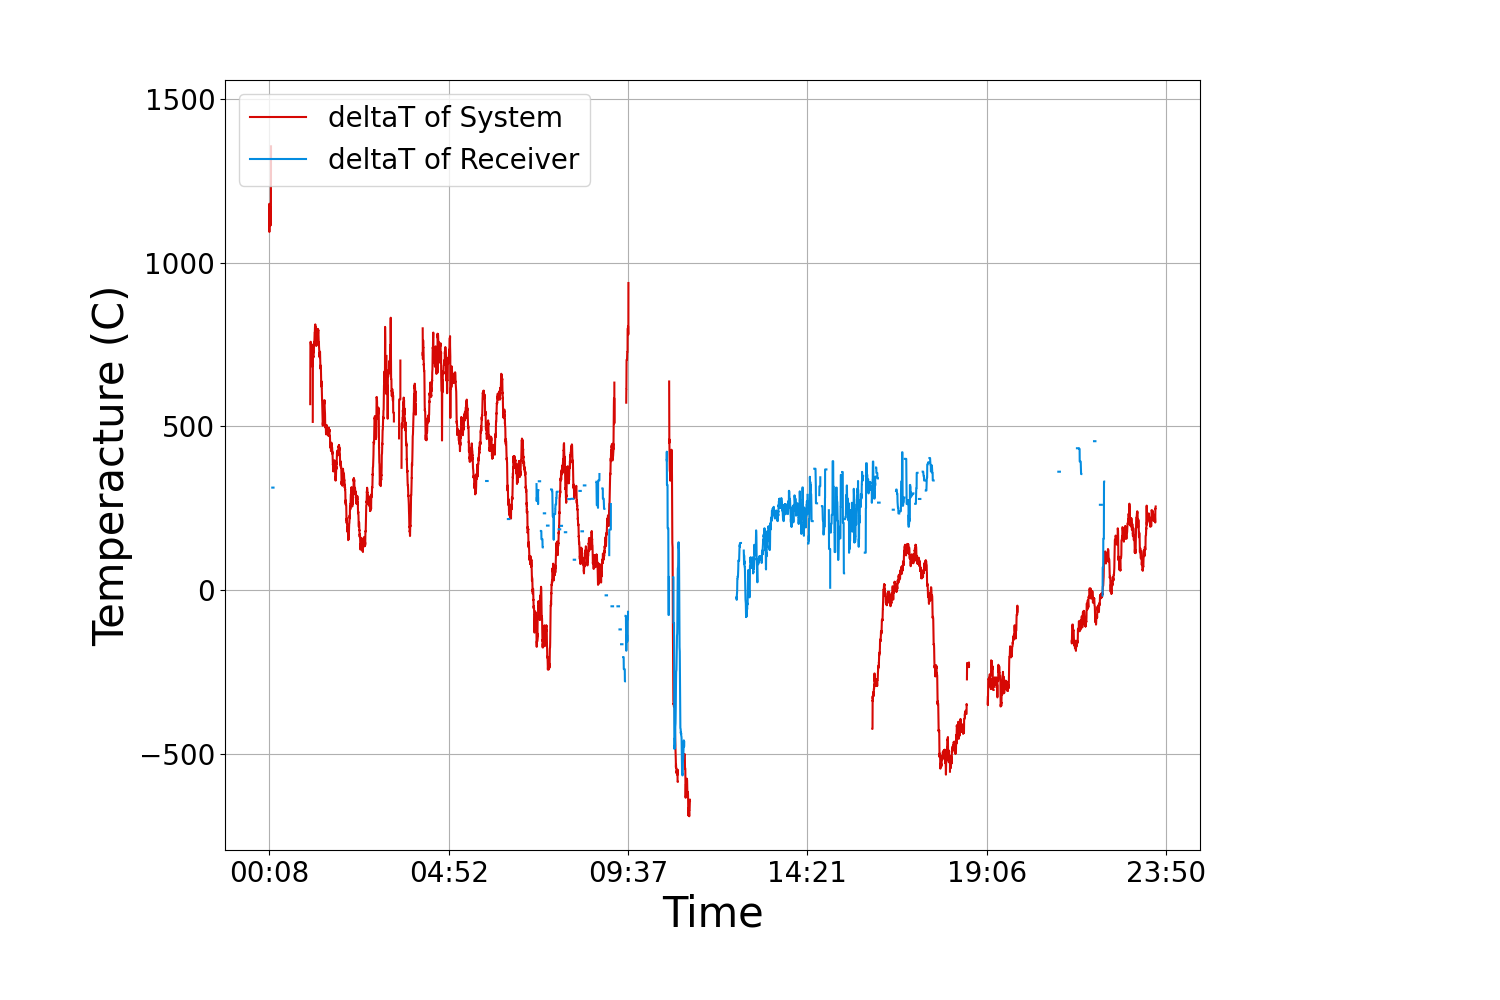 1500
1000
500
0
−500
deltaT of System
deltaT of Receiver
Temperacture (C)
00:08 04:52 09:37 14:21 19:06 23:50
Time